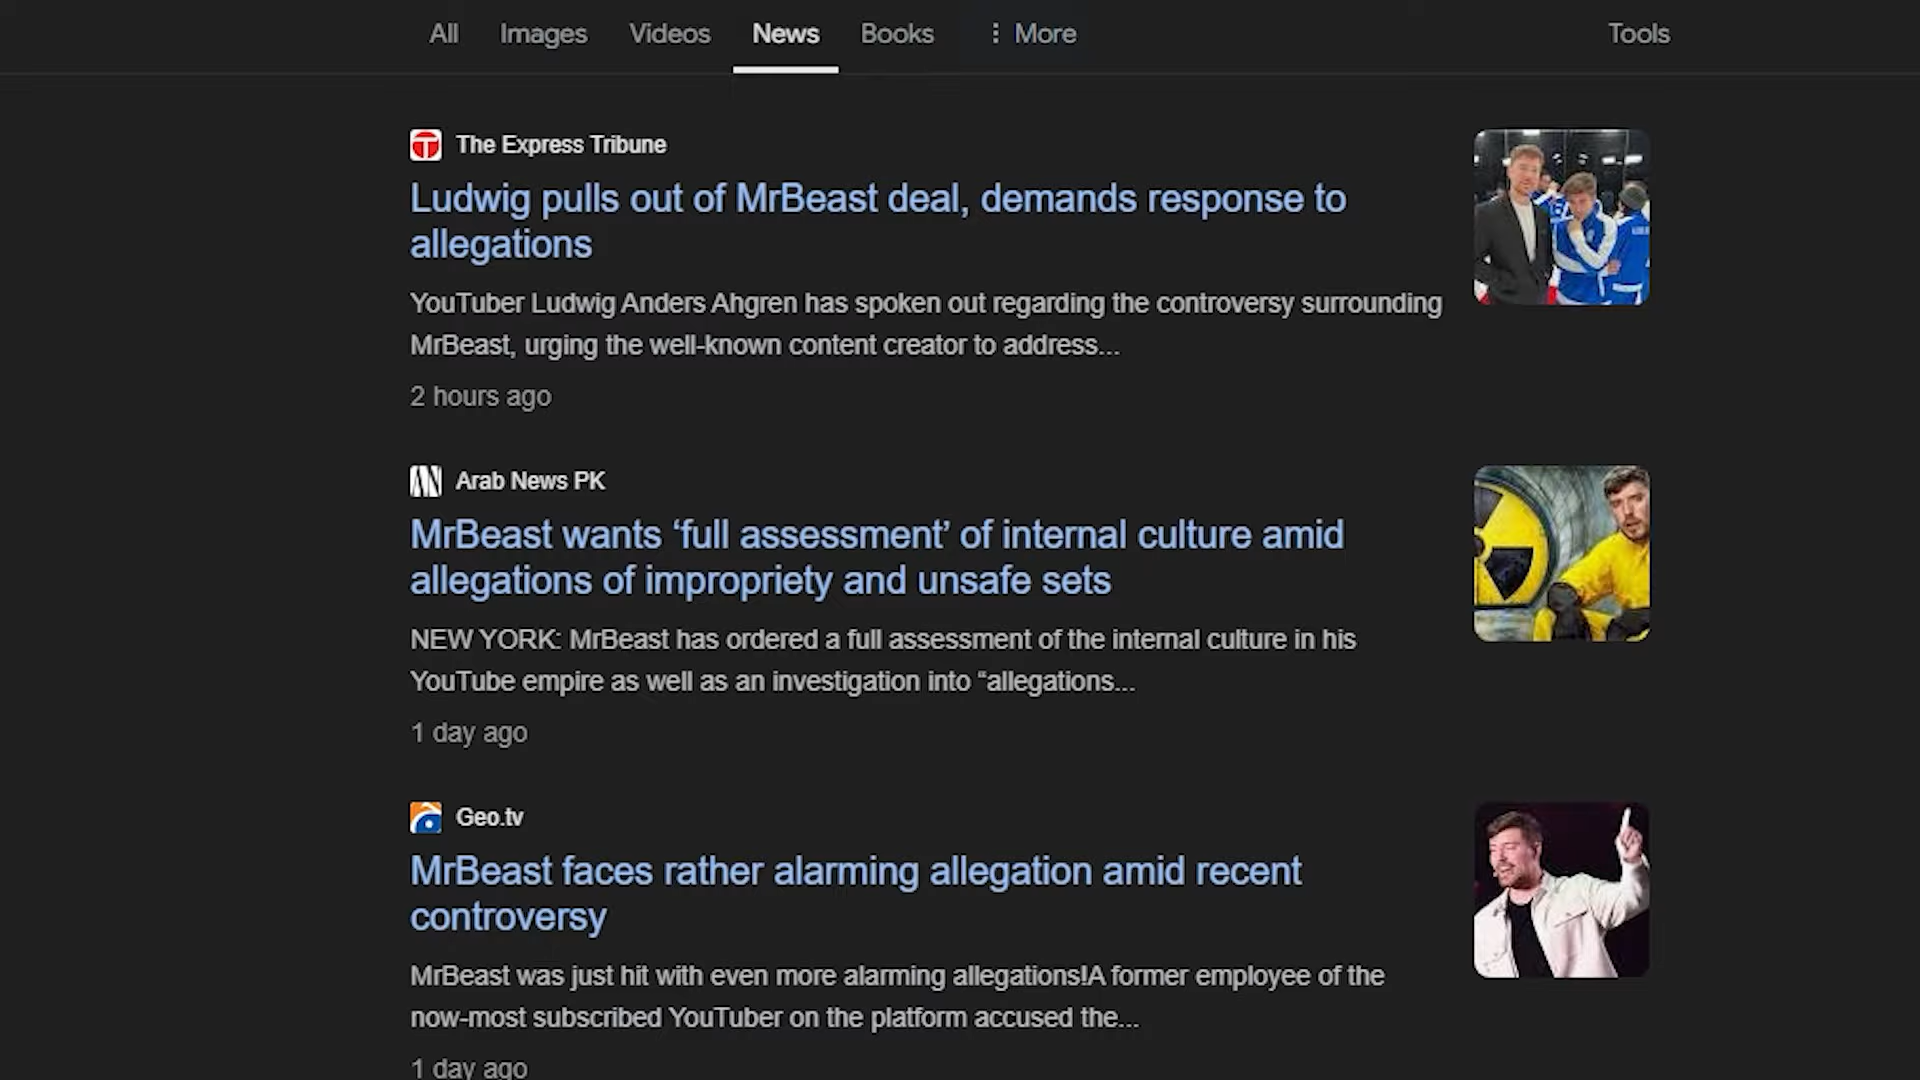 All Images Videos News Books More Tools
The Express Tribune
Ludwig pulls out of MrBeast deal, demands response to
allegations
YouTuber Ludwig Anders Ahgren has spoken out regarding the controversy surrounding
MrBeast, urging the well-known content creator to address...
2 hours ago
Arab News PK
MrBeast wants ‘full assessment’ of internal culture amid
allegations of impropriety and unsafe sets
NEW YORK: MrBeast has ordered a full assessment of the internal culture in his
YouTube empire as well as an investigation into “allegations...
1 day ago
Geo.tv
MrBeast faces rather alarming allegation amid recent
controversy
MrBeast was just hit with even more alarming allegations!A former employee of the
now-most subscribed YouTuber on the platform accused the...
1 day ago